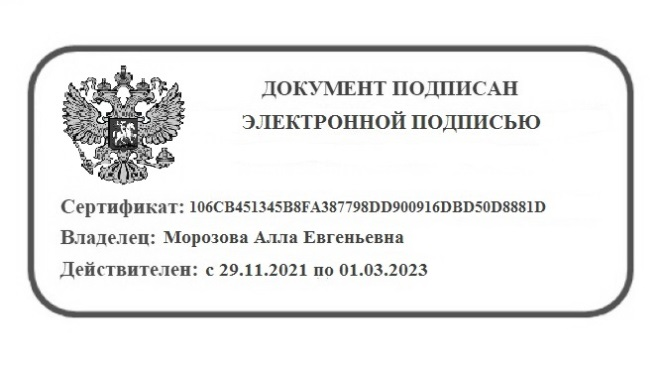 ДОКУМЕНТ ПОДПИСАН
ЭЛЕКТРОННОЙ ПОДПИСЬЮ
Сертификат: 106CB451345B8FA387798DD900916DBD50D8881D
Владелец: Морозова Алла Евгеньевна
Действителен: с 29.11.2021 по 01.03.2023